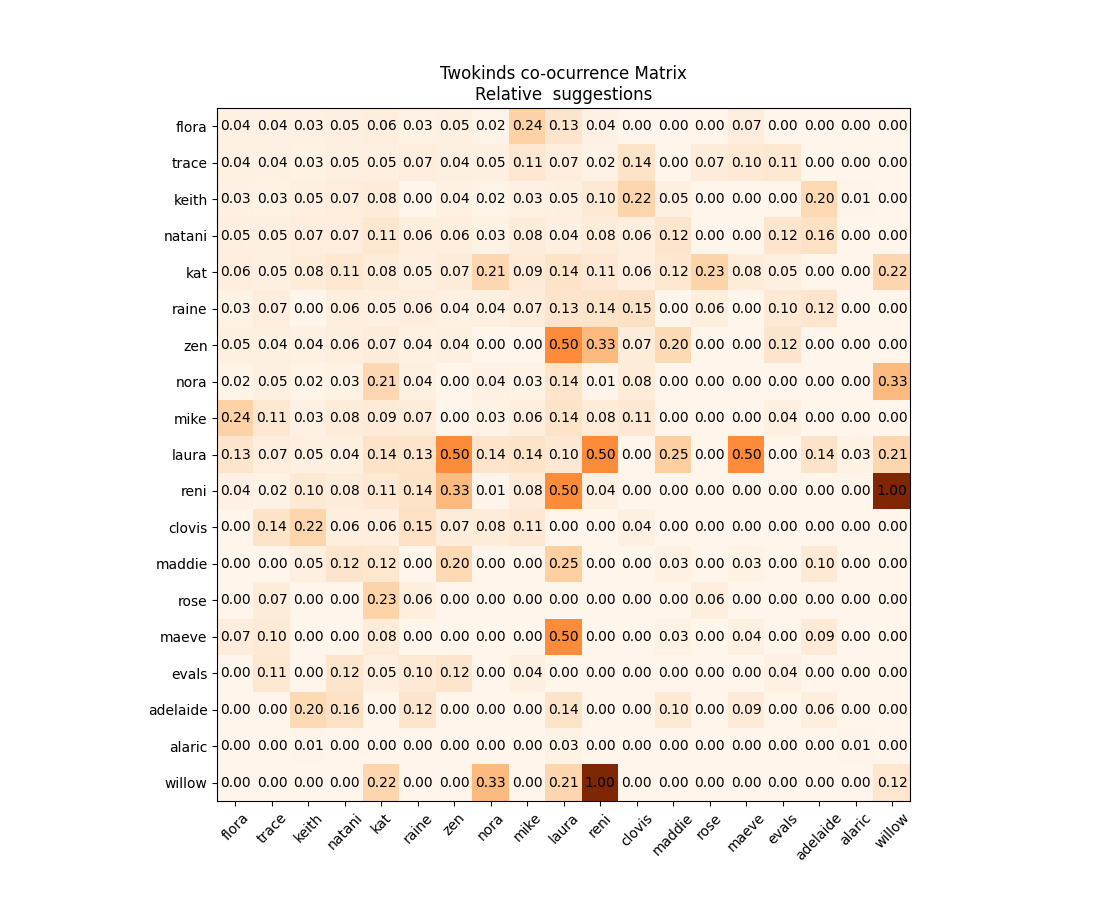 Twokinds co-ocurrence Matrix
Relative  suggestions
flora 0.04 0.04 0.03 0.05 0.06 0.03 0.05 0.02 0.24 0.13 0.04 0.00 0.00 0.00 0.07 0.00 0.00 0.00 0.00
trace 0.04 0.04 0.03 0.05 0.05 0.07 0.04 0.05 0.11 0.07 0.02 0.14 0.00 0.07 0.10 0.11 0.00 0.00 0.00
keith 0.03 0.03 0.05 0.07 0.08 0.00 0.04 0.02 0.03 0.05 0.10 0.22 0.05 0.00 0.00 0.00 0.20 0.01 0.00
natani 0.05 0.05 0.07 0.07 0.11 0.06 0.06 0.03 0.08 0.04 0.08 0.06 0.12 0.00 0.00 0.12 0.16 0.00 0.00
kat 0.06 0.05 0.08 0.11 0.08 0.05 0.07 0.21 0.09 0.14 0.11 0.06 0.12 0.23 0.08 0.05 0.00 0.00 0.22
raine 0.03 0.07 0.00 0.06 0.05 0.06 0.04 0.04 0.07 0.13 0.14 0.15 0.00 0.06 0.00 0.10 0.12 0.00 0.00
zen 0.05 0.04 0.04 0.06 0.07 0.04 0.04 0.00 0.00 0.50 0.33 0.07 0.20 0.00 0.00 0.12 0.00 0.00 0.00
nora 0.02 0.05 0.02 0.03 0.21 0.04 0.00 0.04 0.03 0.14 0.01 0.08 0.00 0.00 0.00 0.00 0.00 0.00 0.33
mike 0.24 0.11 0.03 0.08 0.09 0.07 0.00 0.03 0.06 0.14 0.08 0.11 0.00 0.00 0.00 0.04 0.00 0.00 0.00
laura 0.13 0.07 0.05 0.04 0.14 0.13 0.50 0.14 0.14 0.10 0.50 0.00 0.25 0.00 0.50 0.00 0.14 0.03 0.21
reni 0.04 0.02 0.10 0.08 0.11 0.14 0.33 0.01 0.08 0.50 0.04 0.00 0.00 0.00 0.00 0.00 0.00 0.00 1.00
clovis 0.00 0.14 0.22 0.06 0.06 0.15 0.07 0.08 0.11 0.00 0.00 0.04 0.00 0.00 0.00 0.00 0.00 0.00 0.00
maddie 0.00 0.00 0.05 0.12 0.12 0.00 0.20 0.00 0.00 0.25 0.00 0.00 0.03 0.00 0.03 0.00 0.10 0.00 0.00
rose 0.00 0.07 0.00 0.00 0.23 0.06 0.00 0.00 0.00 0.00 0.00 0.00 0.00 0.06 0.00 0.00 0.00 0.00 0.00
maeve 0.07 0.10 0.00 0.00 0.08 0.00 0.00 0.00 0.00 0.50 0.00 0.00 0.03 0.00 0.04 0.00 0.09 0.00 0.00
evals 0.00 0.11 0.00 0.12 0.05 0.10 0.12 0.00 0.04 0.00 0.00 0.00 0.00 0.00 0.00 0.04 0.00 0.00 0.00
adelaide 0.00 0.00 0.20 0.16 0.00 0.12 0.00 0.00 0.00 0.14 0.00 0.00 0.10 0.00 0.09 0.00 0.06 0.00 0.00
alaric 0.00 0.00 0.01 0.00 0.00 0.00 0.00 0.00 0.00 0.03 0.00 0.00 0.00 0.00 0.00 0.00 0.00 0.01 0.00
willow 0.00 0.00 0.00 0.00 0.22 0.00 0.00 0.33 0.00 0.21 1.00 0.00 0.00 0.00 0.00 0.00 0.00 0.00 0.12
flora trace keith natani kat raine zen nora mike laura reni clovis maddie rose maeve evals adelaide alaric willow